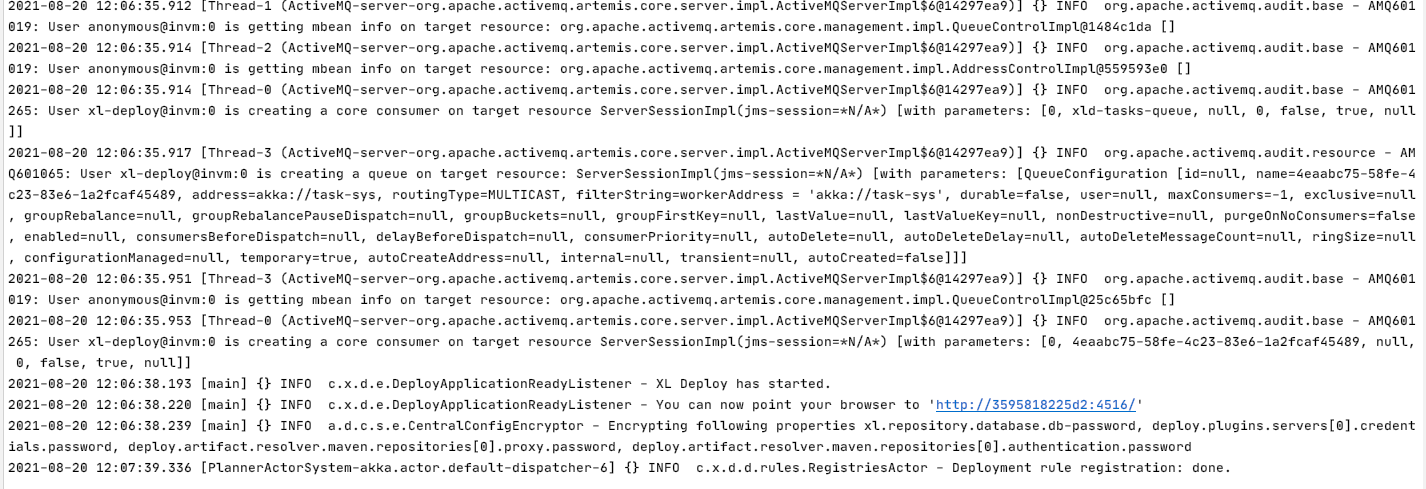 2021-08-20 12:06:35.912 [Thread-1 (ActiveMQ-server-org.apache.activemq.artemis.core.server.impl.ActiveMQServerImpl$6@14297ea9)] {} INFO  org.apache.activemq.audit.base - AMQ601
019: User anonymous@invm:0 is getting mbean info on target resource: org.apache.activemq.artemis.core.management.impl.QueueControlImpl@1484c1da []
2021-08-20 12:06:35.914 [Thread-2 (ActiveMQ-server-org.apache.activemq.artemis.core.server.impl.ActiveMQServerImpl$6@14297ea9)] {} INFO  org.apache.activemq.audit.base - AMQ601
019: User anonymous@invm:0 is getting mbean info on target resource: org.apache.activemq.artemis.core.management.impl.AddressControlImpl@559593e0 []
2021-08-20 12:06:35.914 [Thread-0 (ActiveMQ-server-org.apache.activemq.artemis.core.server.impl.ActiveMQServerImpl$6@14297ea9)] {} INFO  org.apache.activemq.audit.base - AMQ601
265: User xl-deploy@invm:0 is creating a core consumer on target resource ServerSessionImpl(jms-session=*N/A*) [with parameters: [0, xld-tasks-queue, null, 0, false, true, null
]]
2021-08-20 12:06:35.917 [Thread-3 (ActiveMQ-server-org.apache.activemq.artemis.core.server.impl.ActiveMQServerImpl$6@14297ea9)] {} INFO  org.apache.activemq.audit.resource - AM
Q601065: User xl-deploy@invm:0 is creating a queue on target resource: ServerSessionImpl(jms-session=*N/A*) [with parameters: [QueueConfiguration [id=null, name=4eaabc75-58fe-4
c23-83e6-1a2fcaf45489, address=akka://task-sys, routingType=MULTICAST, filterString=workerAddress = 'akka://task-sys', durable=false, user=null, maxConsumers=-1, exclusive=null
, groupRebalance=null, groupRebalancePauseDispatch=null, groupBuckets=null, groupFirstKey=null, lastValue=null, lastValueKey=null, nonDestructive=null, purgeOnNoConsumers=false
, enabled=null, consumersBeforeDispatch=null, delayBeforeDispatch=null, consumerPriority=null, autoDelete=null, autoDeleteDelay=null, autoDeleteMessageCount=null, ringSize=null
, configurationManaged=null, temporary=true, autoCreateAddress=null, internal=null, transient=null, autoCreated=false]]]
2021-08-20 12:06:35.951 [Thread-3 (ActiveMQ-server-org.apache.activemq.artemis.core.server.impl.ActiveMQServerImpl$6@14297ea9)] {} INFO  org.apache.activemq.audit.base - AMQ601
019: User anonymous@invm:0 is getting mbean info on target resource: org.apache.activemq.artemis.core.management.impl.QueueControlImpl@25c65bfc []
2021-08-20 12:06:35.953 [Thread-0 (ActiveMQ-server-org.apache.activemq.artemis.core.server.impl.ActiveMQServerImpl$6@14297ea9)] {} INFO  org.apache.activemq.audit.base - AMQ601
265: User xl-deploy@invm:0 is creating a core consumer on target resource ServerSessionImpl(jms-session=*N/A*) [with parameters: [0, 4eaabc75-58fe-4c23-83e6-1a2fcaf45489, null,
 0, false, true, null]]
2021-08-20 12:06:38.193 [main] {} INFO  c.x.d.e.DeployApplicationReadyListener - XL Deploy has started.
2021-08-20 12:06:38.220 [main] {} INFO  c.x.d.e.DeployApplicationReadyListener - You can now point your browser to 'http://3595818225d2:4516/'
2021-08-20 12:06:38.239 [main] {} INFO  a.d.c.s.e.CentralConfigEncryptor - Encrypting following properties xl.repository.database.db-password, deploy.plugins.servers[0].credent
ials.password, deploy.artifact.resolver.maven.repositories[0].proxy.password, deploy.artifact.resolver.maven.repositories[0].authentication.password
2021-08-20 12:07:39.336 [PlannerActorSystem-akka.actor.default-dispatcher-6] {} INFO  c.x.d.d.rules.RegistriesActor - Deployment rule registration: done.